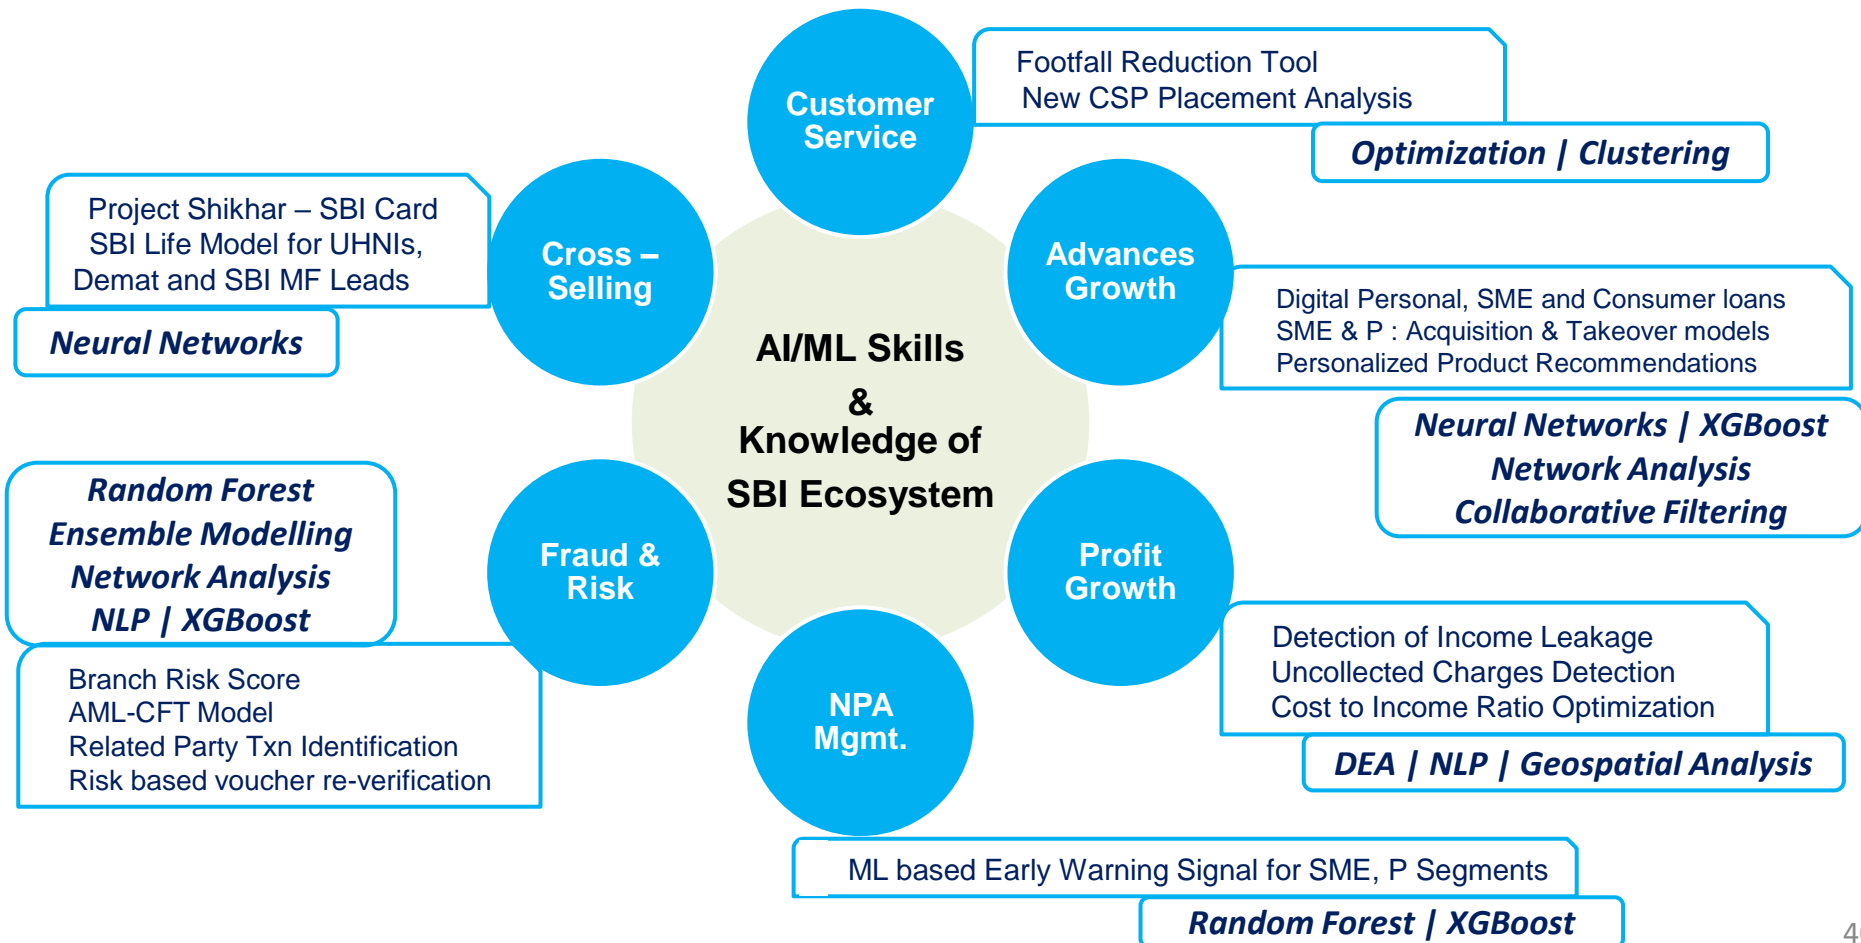 Customer
Service
Footfall Reduction Tool
New CSP Placement Analysis
Optimization | Clustering
Cross –
Selling
Project Shikhar – SBI Card
SBI Life Model for UHNIs,
Demat and SBI MF Leads
Neural Networks
Advances
Growth
Digital Personal, SME and Consumer loans
SME & P : Acquisition & Takeover models
Personalized Product Recommendations
Neural Networks | XGBoost
Network Analysis
Collaborative Filtering
AI/ML Skills
&
Knowledge of
SBI Ecosystem
Random Forest
Ensemble Modelling
Network Analysis
NLP | XGBoost
Fraud &
Risk
Branch Risk Score
AML-CFT Model
Related Party Txn Identification
Risk based voucher re-verification
Profit
Growth
Detection of Income Leakage
Uncollected Charges Detection
Cost to Income Ratio Optimization
DEA | NLP | Geospatial Analysis
NPA
Mgmt.
ML based Early Warning Signal for SME, P Segments
Random Forest | XGBoost